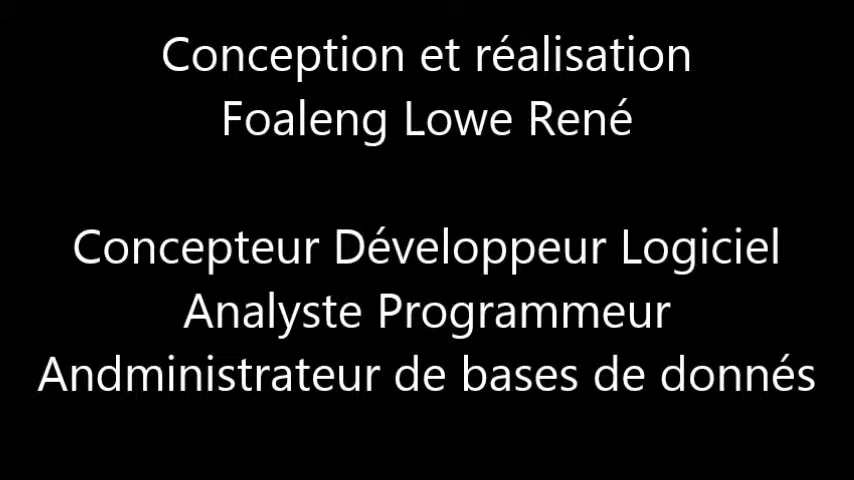 Conception et réalisation
Foaleng Lowe René
Concepteur Développeur Logiciel
Analyste Programmeur
Andministrateur de bases de donnés